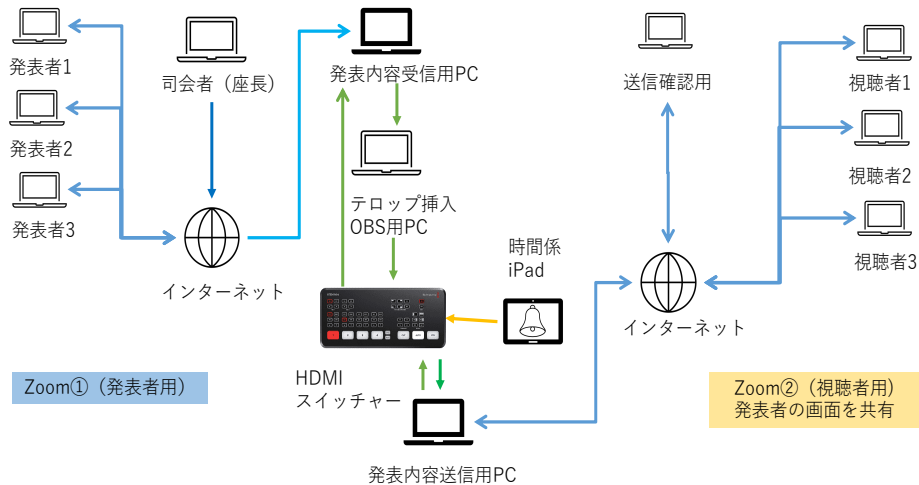 発表者1
発表者2
発表者3
司会者（座長）
インターネット
発表内容受信用PC
テロップ挿入
OBS用PC
時間係
iPad
HDMI
スイッチャー
発表内容送信用PC
送信確認用
インターネット
視聴者1
視聴者2
視聴者3
Zoom①（発表者用）
Zoom②（視聴者用）
発表者の画面を共有